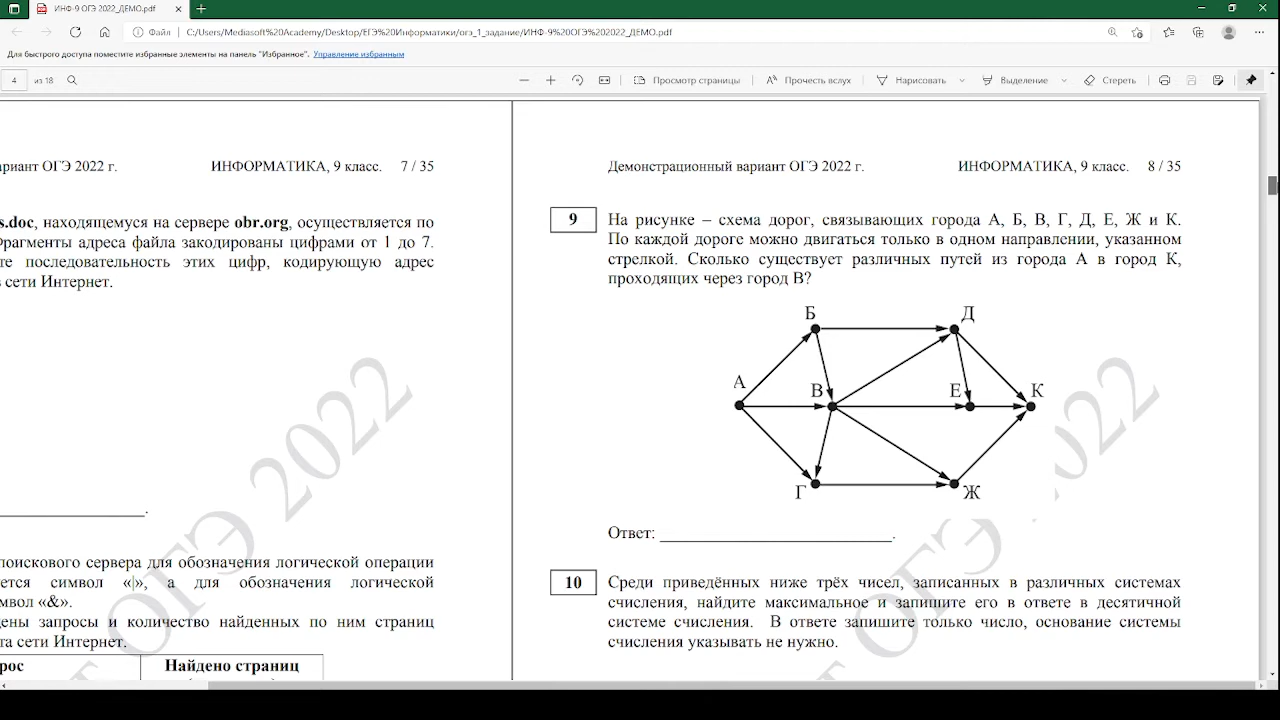 ИНФ-9 ОГЭ 2022_ДЕМО.pdf
Файл C:/Users/Mediasoft%20Academy/Desktop/ЕГЭ%20Информатики/огэ_1_задание/ИНФ-9%20ОГЭ%202022_ДЕМО.pdf
Для быстрого доступа поместите избранные элементы на панель "Избранное". Управление избранным
4 из 18 Просмотр страницы Прочесть вслух Нарисовать Выделение Стереть
ариант ОГЭ 2022 г. ИНФОРМАТИКА, 9 класс. 7 / 35
s.doc, находящемуся на сервере obr.org, осуществляется по
Фрагменты адреса файла закодированы цифрами от 1 до 7.
те последовательность этих цифр, кодирующую адрес
в сети Интернет.
поискового сервера для обозначения логической операции
ется символ «|», а для обозначения логической
мвол «&».
дены запросы и количество найденных по ним страниц
та сети Интернет.
рос Найдено страниц
Демонстрационный вариант ОГЭ 2022 г. ИНФОРМАТИКА, 9 класс. 8 / 35
9 На рисунке – схема дорог, связывающих города А, Б, В, Г, Д, Е, Ж и К.
По каждой дороге можно двигаться только в одном направлении, указанном
стрелкой. Сколько существует различных путей из города А в город К,
проходящих через город В?
Б Д
А В Е К
Г Ж
Ответ: .
10 Среди приведённых ниже трёх чисел, записанных в различных системах
счисления, найдите максимальное и запишите его в ответе в десятичной
системе счисления. В ответе запишите только число, основание системы
счисления указывать не нужно.
ОГЭ 2022
ОГЭ 2022